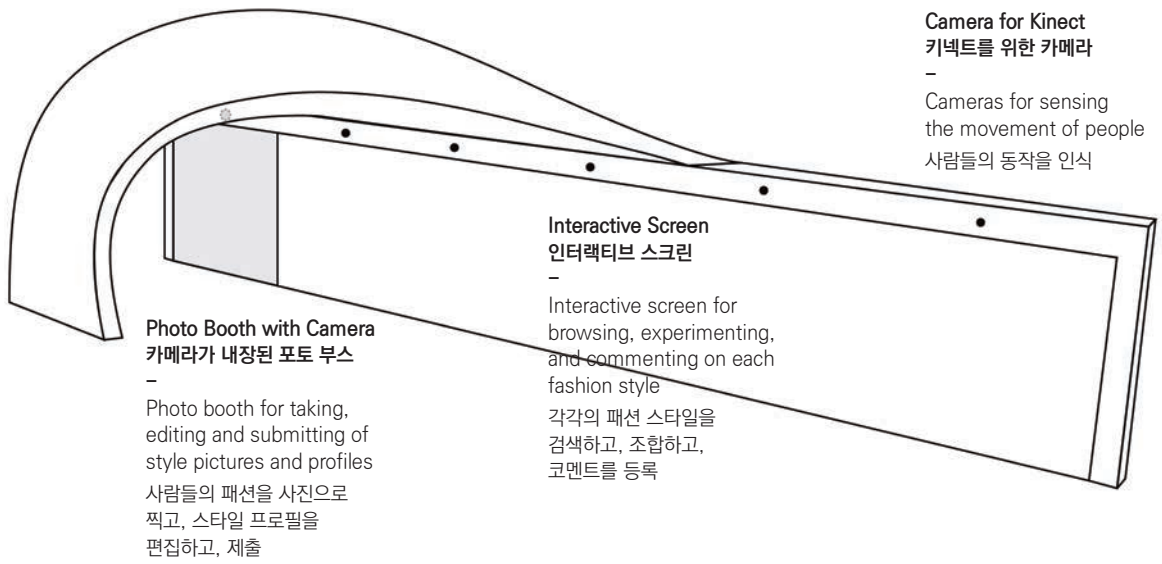 Camera for Kinect
키넥트를 위한 카메라
–
Cameras for sensing
the movement of people
사람들의 동작을 인식
Interactive Screen
인터랙티브 스크린
–
Interactive screen for
browsing, experimenting,
and commenting on each
fashion style
각각의 패션 스타일을
검색하고, 조합하고,
코멘트를 등록
Photo Booth with Camera
카메라가 내장된 포토 부스
–
Photo booth for taking,
editing and submitting of
style pictures and profiles
사람들의 패션을 사진으로
찍고, 스타일 프로필을
편집하고, 제출